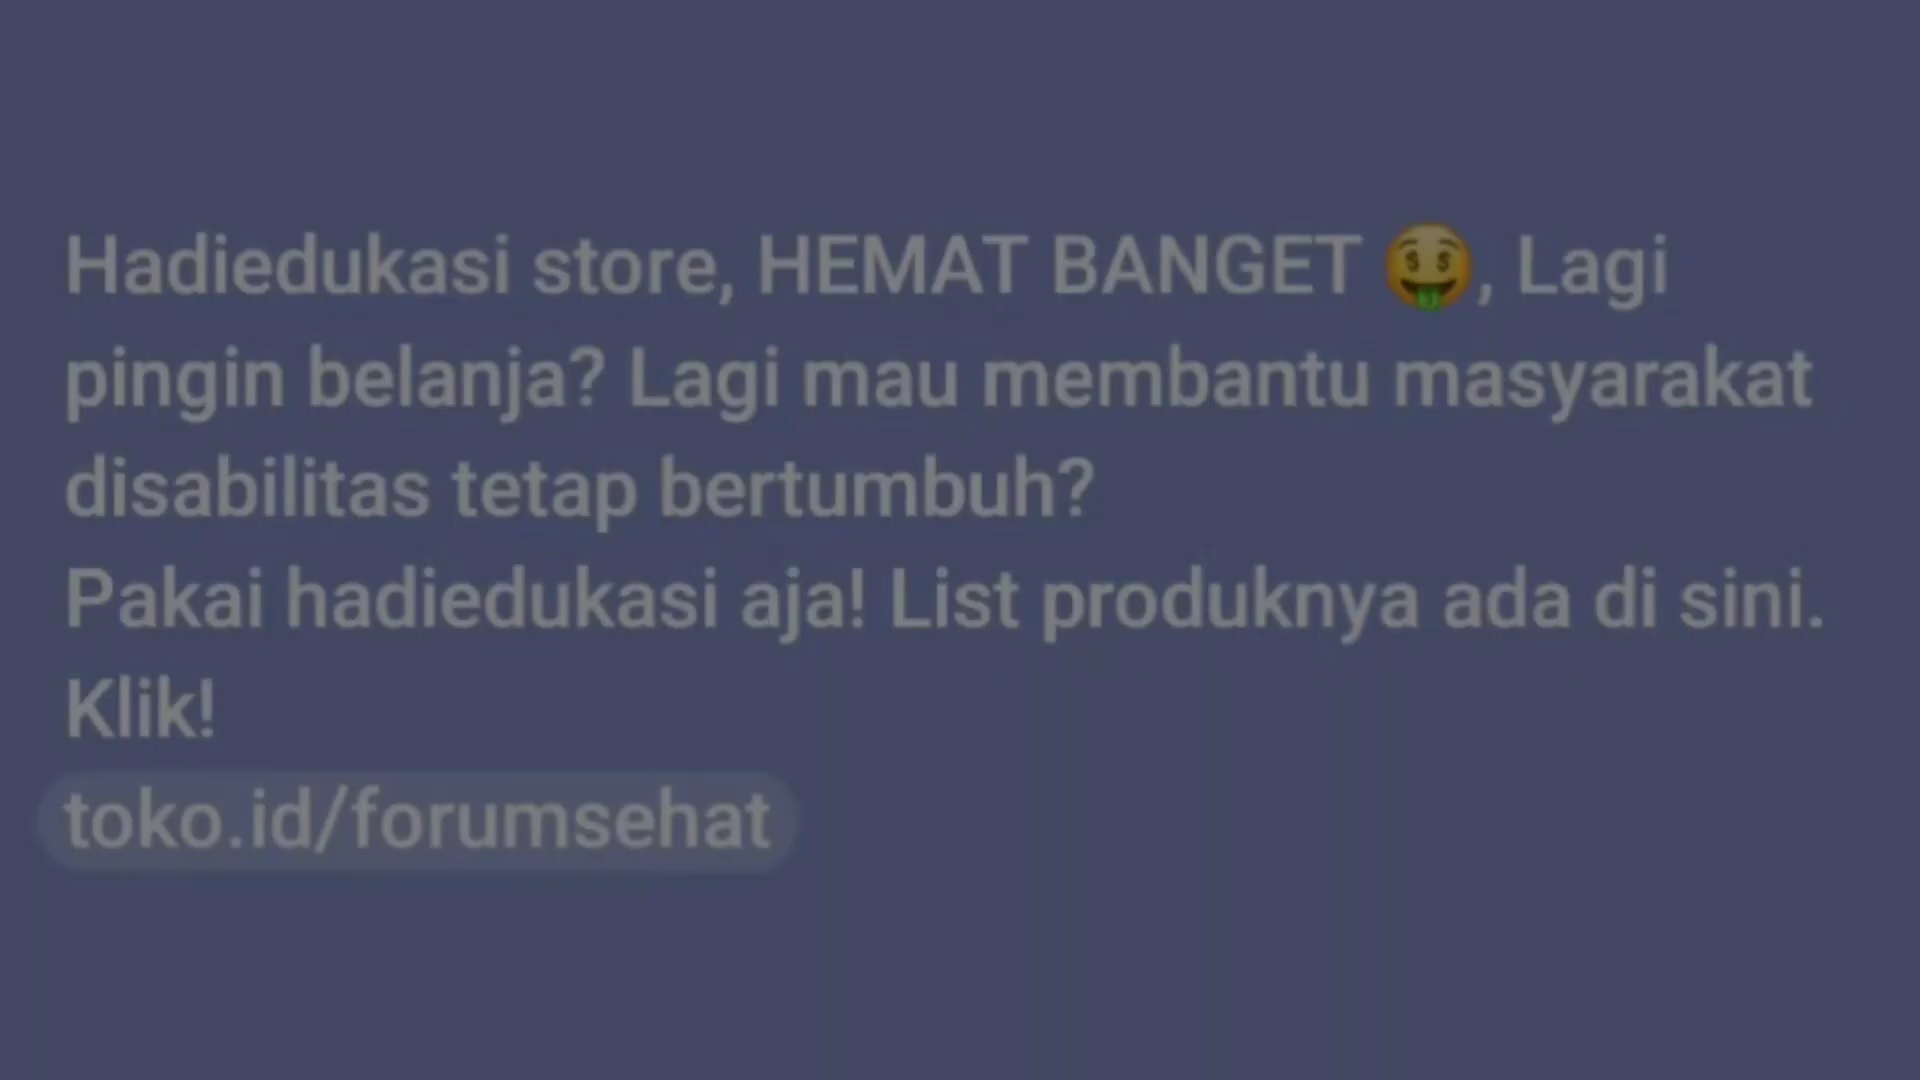 Hadiedukasi store, HEMAT BANGET 🤑, Lagi
pingin belanja? Lagi mau membantu masyarakat
disabilitas tetap bertumbuh?
Pakai hadiedukasi aja! List produknya ada di sini.
Klik!
toko.id/forumsehat